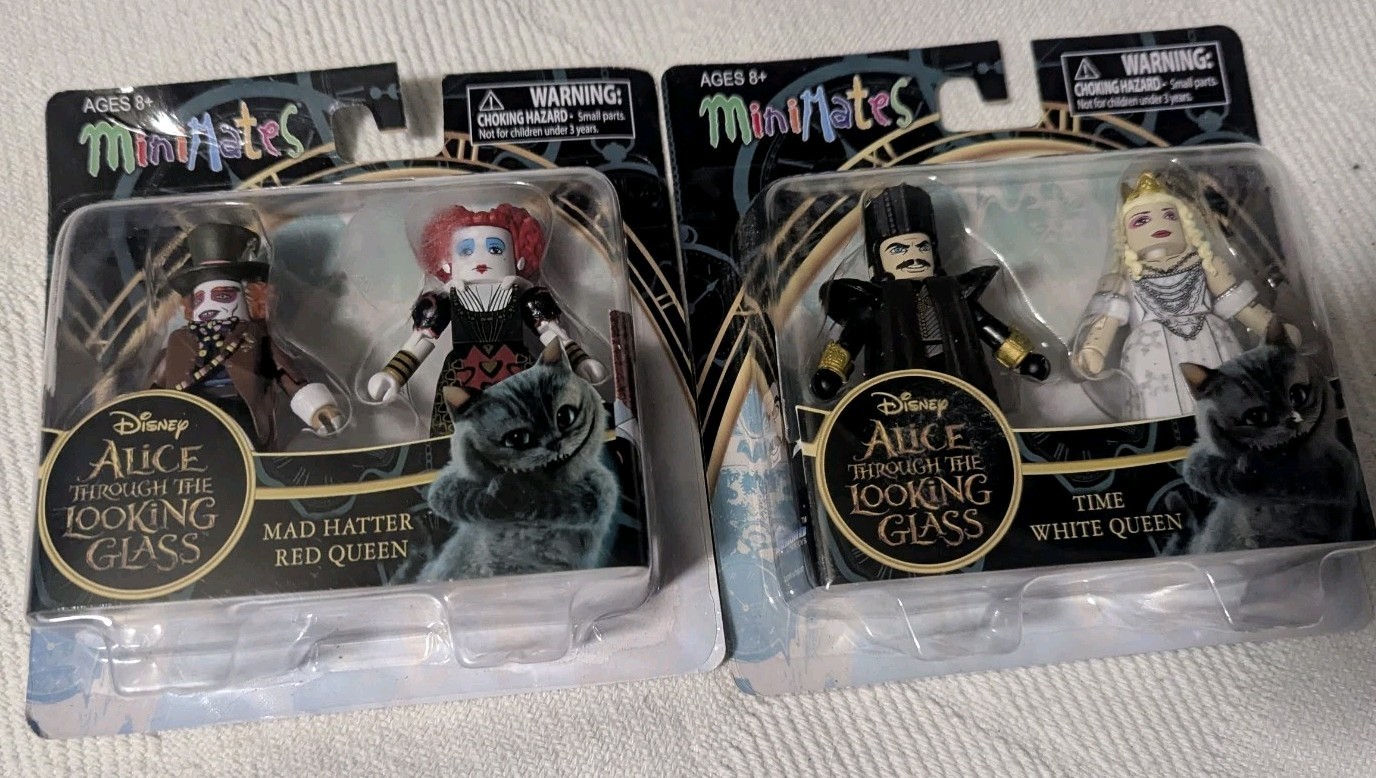 AGES 8+
MiniMates
WARNING:
CHOKING HAZARD - Small parts.
Not for children under 3 years.
Disney
ALICE
THROUGH THE
LOOKING
GLASS
MAD HATTER
RED QUEEN
AGES 8+
MiniMates
WARNING:
CHOKING HAZARD - Small parts.
Not for children under 3 years.
Disney
ALICE
THROUGH THE
LOOKING
GLASS
TIME
WHITE QUEEN